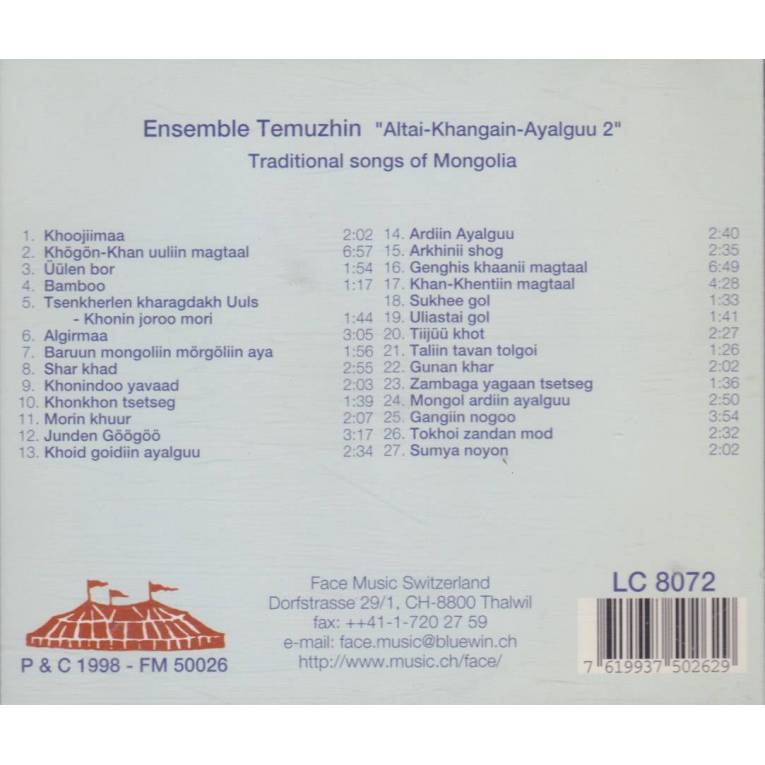 Ensemble Temuzhin "Altai-Khangain-Ayalguu 2"
Traditional songs of Mongolia
1. Khoojiimaa 2:02
2. Khögön-Khan uuliin magtaal 6:57
3. Üülen bor 1:54
4. Bamboo 1:17
5. Tsenkherlen kharagdakh Uuls
- Khonin joroo mori 1:44
6. Algirmaa 3:05
7. Baruun mongoliin mörgöliin aya 1:56
8. Shar khad 2:55
9. Khonindoo yavaad 2:03
10. Khonkhon tsetseg 1:39
11. Morin khuur 2:07
12. Junden Göögöö 3:17
13. Khoid goidiin ayalguu 2:34
14. Ardiin Ayalguu 2:40
15. Arkhinii shog 2:35
16. Genghis khaanii magtaal 6:49
17. Khan-Khentiin magtaal 4:28
18. Sukhee gol 1:33
19. Uliastai gol 1:41
20. Tiijüü khot 2:27
21. Taliin tavan tolgoi 1:26
22. Gunan khar 2:02
23. Zambaga yagaan tsetseg 1:36
24. Mongol ardiin ayalguu 2:50
25. Gangiin nogoo 3:54
26. Tokhoi zandan mod 2:32
27. Sumya noyon 2:02
P & C 1998 - FM 50026
Face Music Switzerland
Dorfstrasse 29/1, CH-8800 Thalwil
fax: ++41-1-720 27 59
e-mail: face.music@bluewin.ch
http://www.music.ch/face/
LC 8072
7 619937 502629